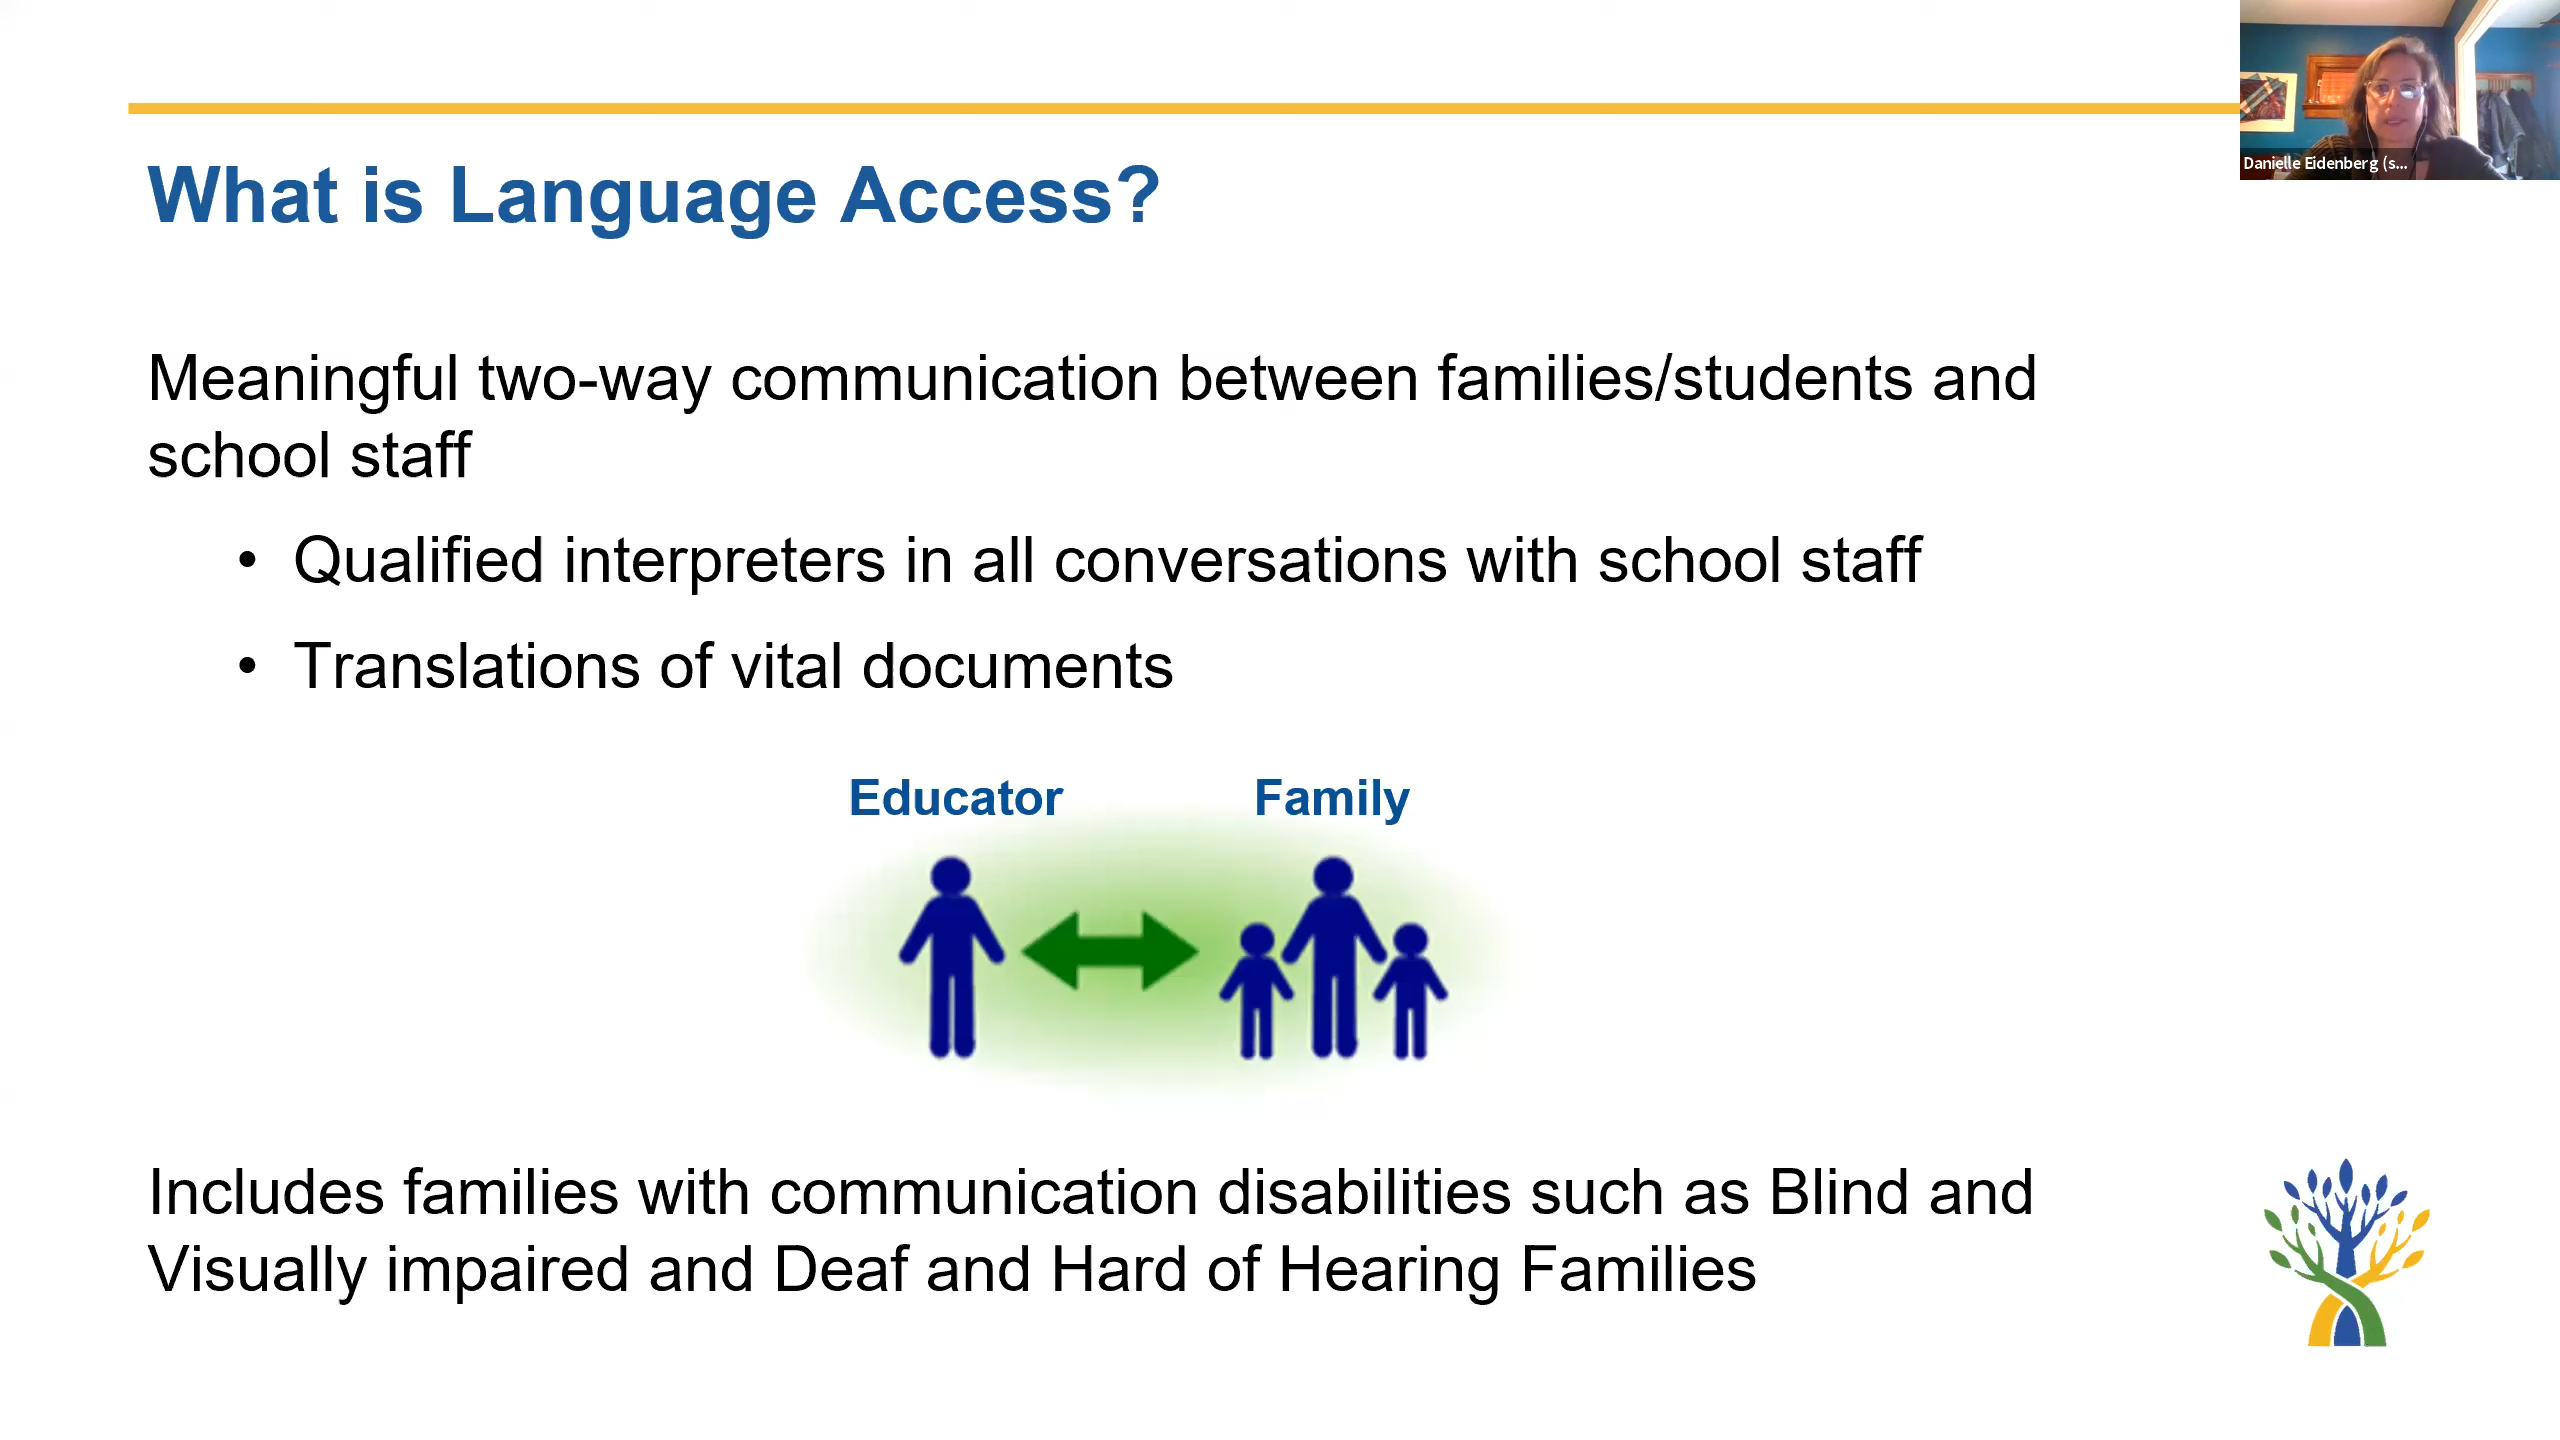 Danielle Eidenberg (s...
What is Language Access?
Meaningful two-way communication between families/students and
school staff
• Qualified interpreters in all conversations with school staff
• Translations of vital documents
Educator
Family
Includes families with communication disabilities such as Blind and
Visually impaired and Deaf and Hard of Hearing Families